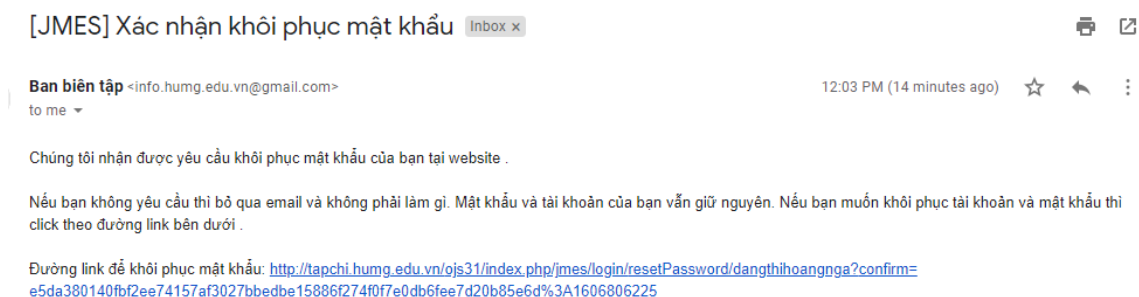 [JMES] Xác nhận khôi phục mật khẩu Inbox x
Ban biên tập <info.humg.edu.vn@gmail.com> 12:03 PM (14 minutes ago)
to me
Chúng tôi nhận được yêu cầu khôi phục mật khẩu của bạn tại website .
Nếu bạn không yêu cầu thì bỏ qua email và không phải làm gì. Mật khẩu và tài khoản của bạn vẫn giữ nguyên. Nếu bạn muốn khôi phục tài khoản và mật khẩu thì
click theo đường link bên dưới .
Đường link để khôi phục mật khẩu: http://tapchi.humg.edu.vn/ojs31/index.php/jmes/login/resetPassword/dangthihoangnga?confirm=
e5da380140fbf2ee74157af3027bbedbe15886f274f0f7e0db6fee7d20b85e6d%3A1606806225